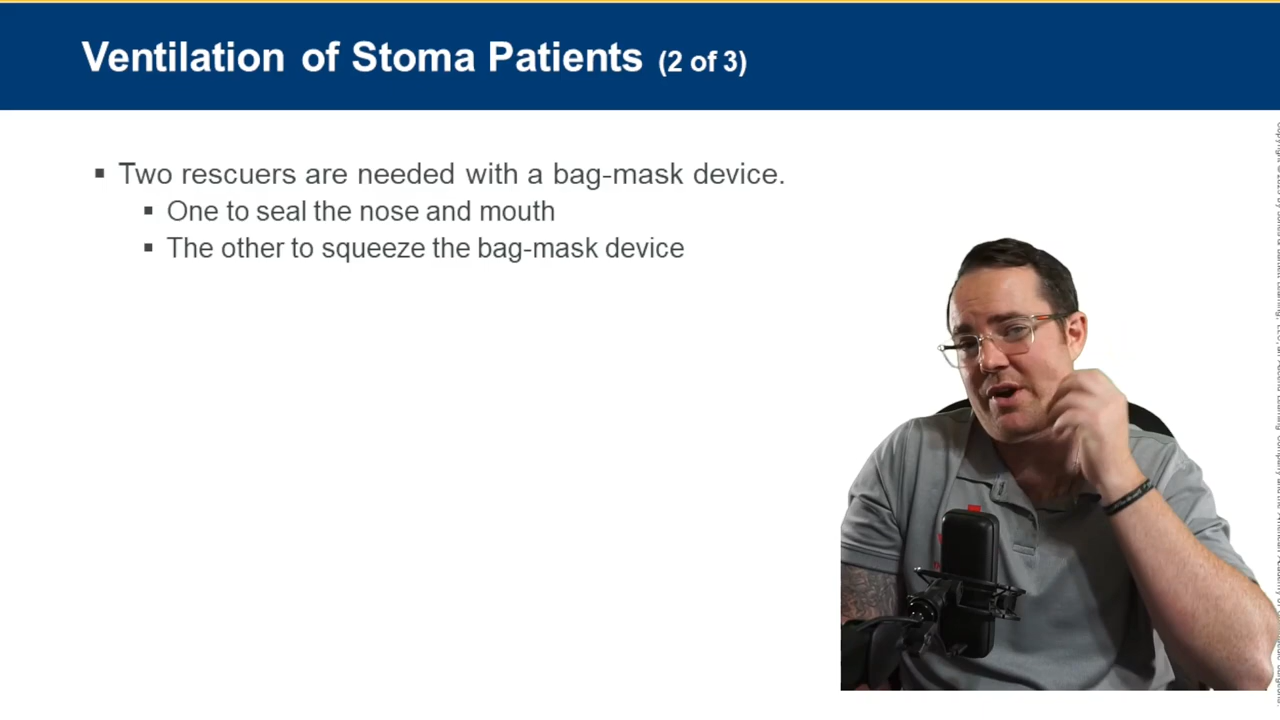 Ventilation of Stoma Patients (2 of 3)
▪ Two rescuers are needed with a bag-mask device.
▪ One to seal the nose and mouth
▪ The other to squeeze the bag-mask device